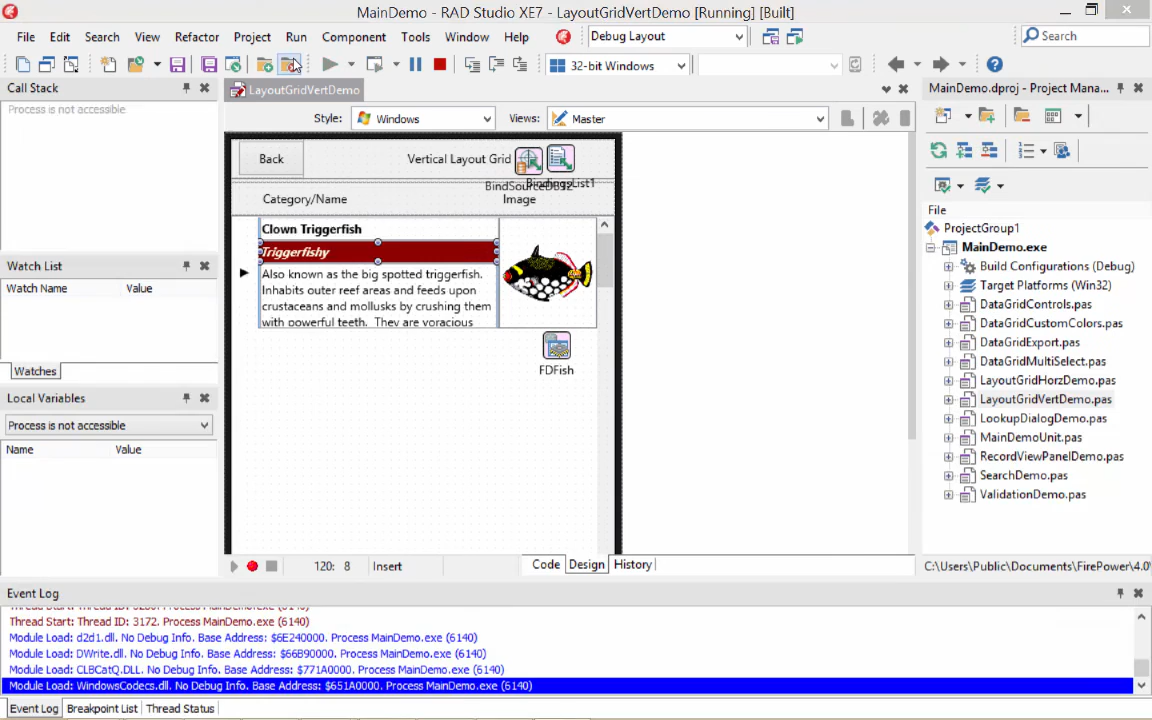 MainDemo - RAD Studio XE7 - LayoutGridVertDemo [Running] [Built]
File Edit Search View Refactor Project Run Component Tools Window Help
Debug Layout
Search
32-bit Windows
Call Stack
Process is not accessible
LayoutGridVertDemo
MainDemo.dproj - Project Mana...
Style: Windows Views: Master
Back
Vertical Layout Grid
BindSourceDB12
BindingsList1
Category/Name
Image
Clown Triggerfish
Triggerfishy
Also known as the big spotted triggerfish.
Inhabits outer reef areas and feeds upon
crustaceans and mollusks by crushing them
with powerful teeth. They are voracious
FDFish
Watch List
Watch Name Value
Watches
Local Variables
Process is not accessible
Name Value
File
ProjectGroup1
MainDemo.exe
Build Configurations (Debug)
Target Platforms (Win32)
DataGridControls.pas
DataGridCustomColors.pas
DataGridExport.pas
DataGridMultiSelect.pas
LayoutGridHorzDemo.pas
LayoutGridVertDemo.pas
LookupDialogDemo.pas
MainDemoUnit.pas
RecordViewPanelDemo.pas
SearchDemo.pas
ValidationDemo.pas
120: 8 Insert
Code Design History
C:\Users\Public\Documents\FirePower\4.0\
Event Log
Thread Start: Thread ID: 3172. Process MainDemo.exe (6140)
Module Load: d2d1.dll. No Debug Info. Base Address: $6E240000. Process MainDemo.exe (6140)
Module Load: DWrite.dll. No Debug Info. Base Address: $66B90000. Process MainDemo.exe (6140)
Module Load: CLBCatQ.DLL. No Debug Info. Base Address: $771A0000. Process MainDemo.exe (6140)
Module Load: WindowsCodecs.dll. No Debug Info. Base Address: $651A0000. Process MainDemo.exe (6140)
Event Log Breakpoint List Thread Status